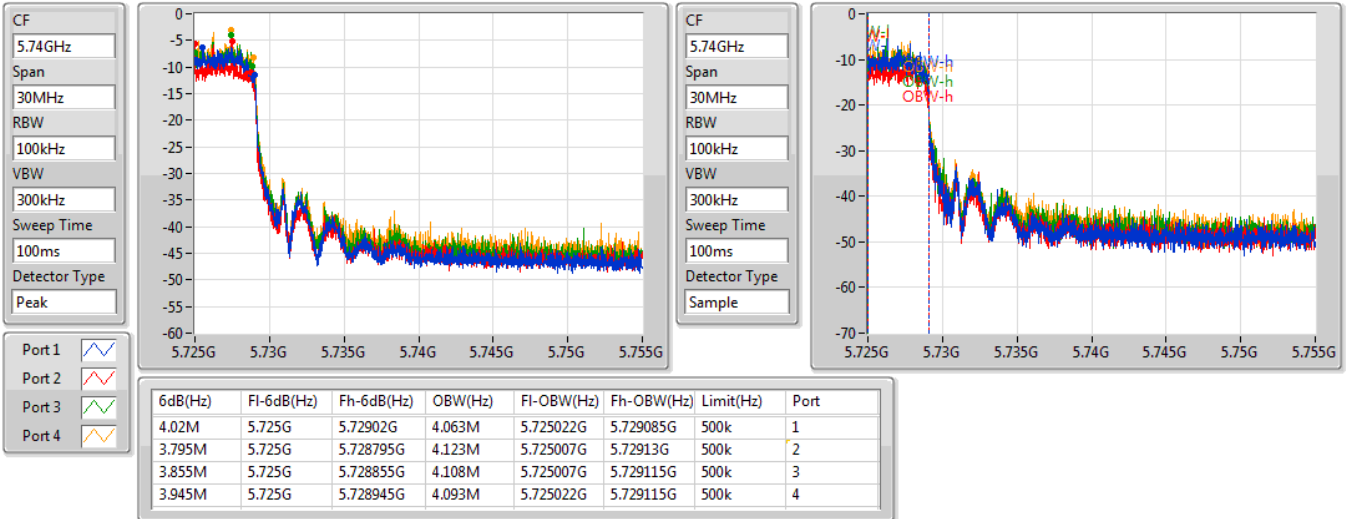 CF
5.74GHz
Span
30MHz
RBW
100kHz
VBW
300kHz
Sweep Time
100ms
Detector Type
Peak
0
-5
-10
-15
-20
-25
-30
-35
-40
-45
-50
-55
-60
5.725G 5.73G 5.735G 5.74G 5.745G 5.75G 5.755G
CF
5.74GHz
Span
30MHz
RBW
100kHz
VBW
300kHz
Sweep Time
100ms
Detector Type
Sample
0
-10
-20
-30
-40
-50
-60
-70
OBW-h
OBW-h
5.725G 5.73G 5.735G 5.74G 5.745G 5.75G 5.755G
Port 1
Port 2
Port 3
Port 4
6dB(Hz) Fl-6dB(Hz) Fh-6dB(Hz) OBW(Hz) Fl-OBW(Hz) Fh-OBW(Hz) Limit(Hz) Port
4.02M 5.725G 5.72902G 4.063M 5.725022G 5.729085G 500k 1
3.795M 5.725G 5.728795G 4.123M 5.725007G 5.72913G 500k 2
3.855M 5.725G 5.728855G 4.108M 5.725007G 5.729115G 500k 3
3.945M 5.725G 5.728945G 4.093M 5.725022G 5.729115G 500k 4